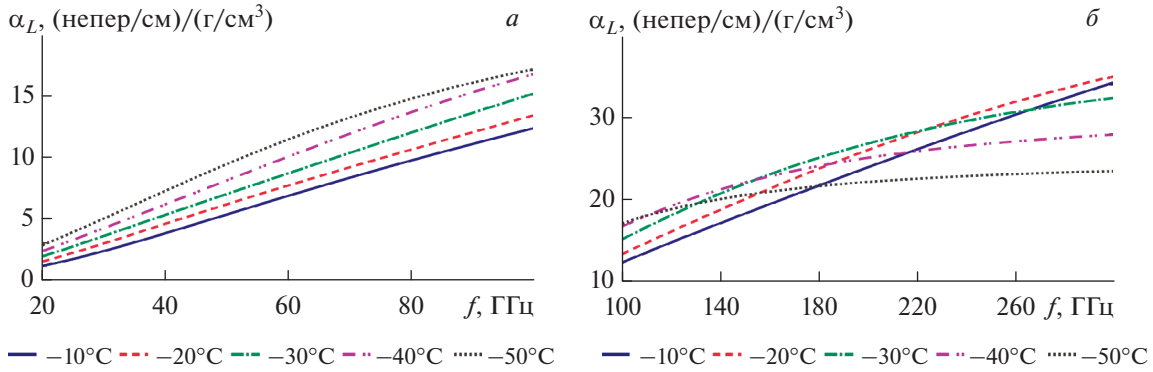 α_L, (непер/см)/(г/см³) а
15
10
5
0
20 40 60 80 f, ГГц
−10°C −20°C −30°C −40°C −50°C
α_L, (непер/см)/(г/см³) б
30
20
10
100 140 180 220 260 f, ГГц
−10°C −20°C −30°C −40°C −50°C